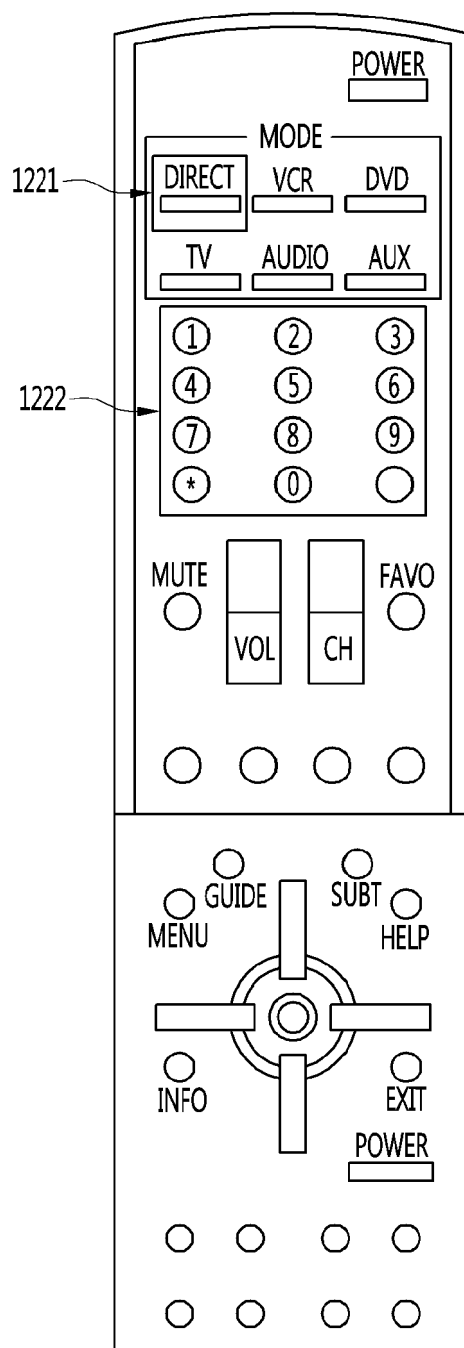 POWER
MODE
1221
DIRECT VCR DVD
TV AUDIO AUX
1 2 3
1222
4 5 6
7 8 9
* 0
MUTE FAVO
VOL CH
GUIDE SUBT
MENU HELP
INFO EXIT
POWER